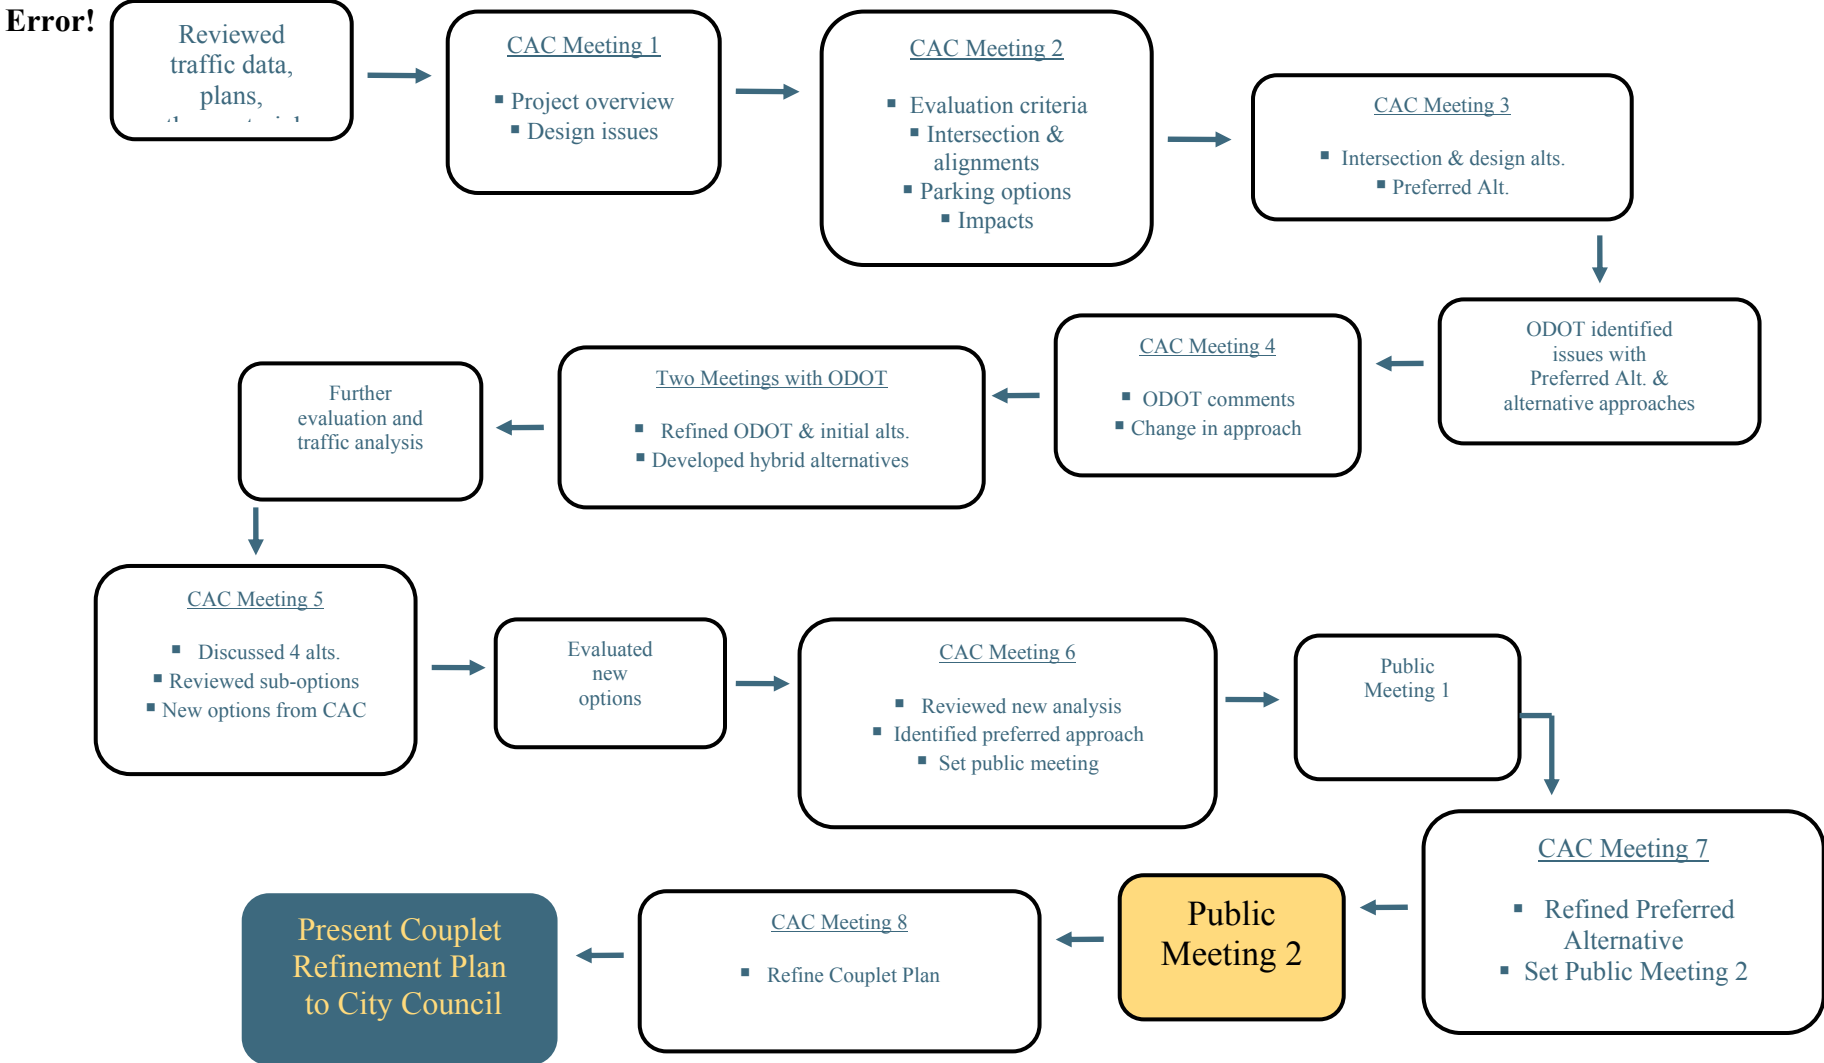 Error!
Reviewed
traffic data,
plans,
CAC Meeting 1
▪ Project overview
▪ Design issues
CAC Meeting 2
▪ Evaluation criteria
▪ Intersection &
alignments
▪ Parking options
▪ Impacts
CAC Meeting 3
▪ Intersection & design alts.
▪ Preferred Alt.
ODOT identified
issues with
Preferred Alt. &
alternative approaches
CAC Meeting 4
▪ ODOT comments
▪ Change in approach
Two Meetings with ODOT
▪ Refined ODOT & initial alts.
▪ Developed hybrid alternatives
Further
evaluation and
traffic analysis
CAC Meeting 5
▪ Discussed 4 alts.
▪ Reviewed sub-options
▪ New options from CAC
Evaluated
new
options
CAC Meeting 6
▪ Reviewed new analysis
▪ Identified preferred approach
▪ Set public meeting
Public
Meeting 1
CAC Meeting 7
▪ Refined Preferred
Alternative
▪ Set Public Meeting 2
Public
Meeting 2
CAC Meeting 8
▪ Refine Couplet Plan
Present Couplet
Refinement Plan
to City Council